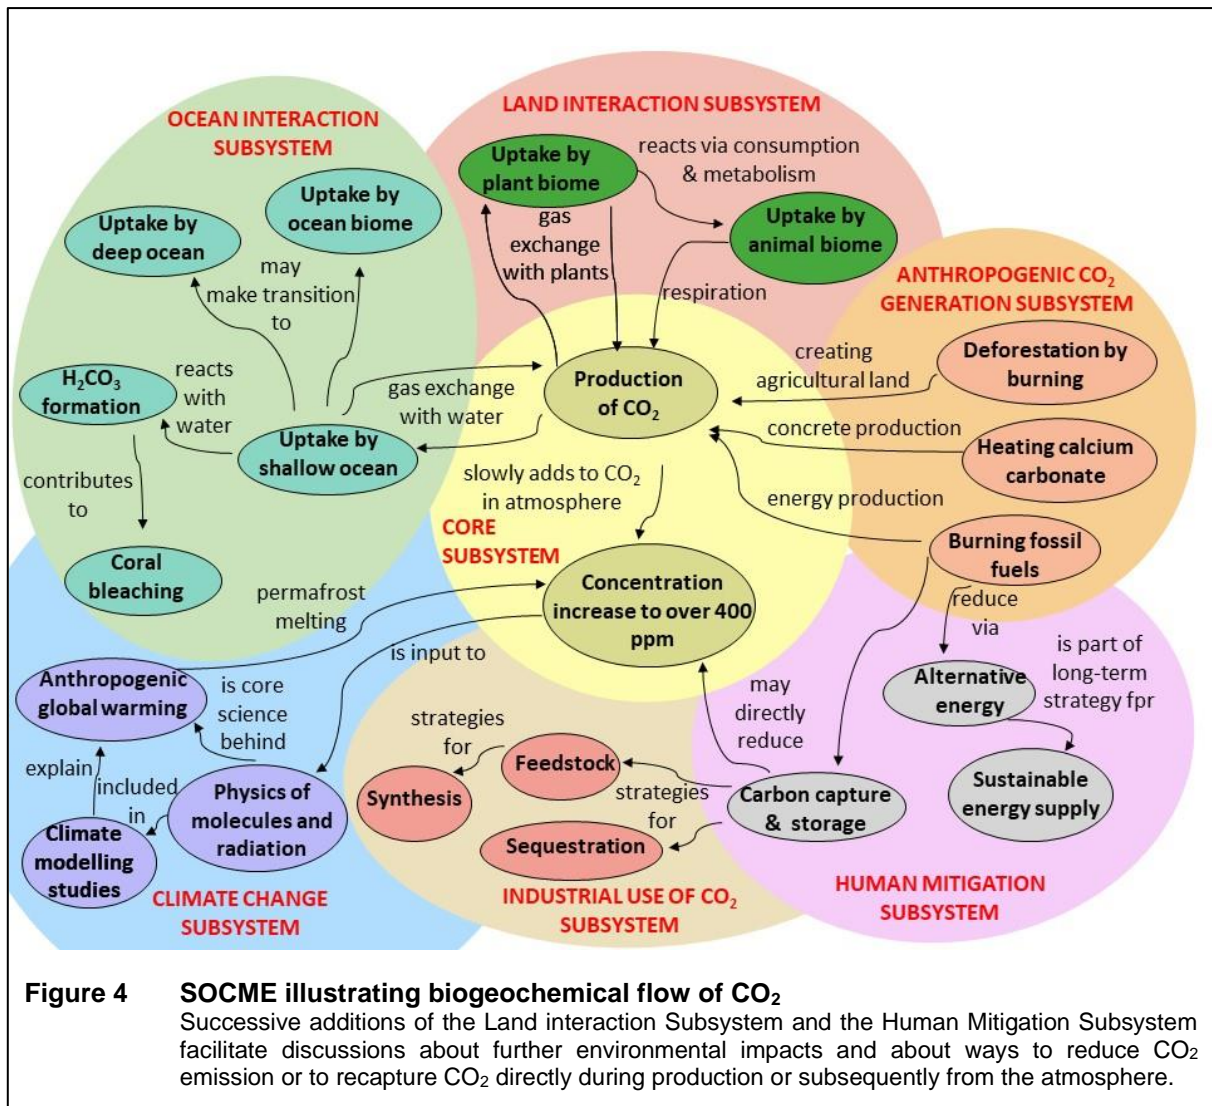 OCEAN INTERACTION
SUBSYSTEM
Uptake by
ocean biome
Uptake by
deep ocean
may
make transition
to
H₂CO₃
formation
reacts
with
water
Uptake by
shallow ocean
gas exchange
with water
contributes
to
Coral
bleaching
LAND INTERACTION SUBSYSTEM
Uptake by
plant biome
reacts via consumption
& metabolism
Uptake by
animal biome
gas
exchange
with plants
respiration
ANTHROPOGENIC CO₂
GENERATION SUBSYSTEM
Deforestation by
burning
creating
agricultural land
concrete production
Heating calcium
carbonate
energy production
Burning fossil
fuels
Production
of CO₂
slowly adds to CO₂
in atmosphere
CORE
SUBSYSTEM
Concentration
increase to over 400
ppm
permafrost
melting
is input to
Anthropogenic
global warming
is core
science
behind
explain
included
in
Physics of
molecules and
radiation
Climate
modelling
studies
CLIMATE CHANGE
SUBSYSTEM
strategies
for
Feedstock
Synthesis
strategies
for
Sequestration
INDUSTRIAL USE OF CO₂
SUBSYSTEM
may
directly
reduce
Carbon capture
& storage
reduce
via
Alternative
energy
is part of
long-term
strategy fpr
Sustainable
energy supply
HUMAN MITIGATION
SUBSYSTEM
Figure 4 SOCME illustrating biogeochemical flow of CO₂
Successive additions of the Land interaction Subsystem and the Human Mitigation Subsystem
facilitate discussions about further environmental impacts and about ways to reduce CO₂
emission or to recapture CO₂ directly during production or subsequently from the atmosphere.